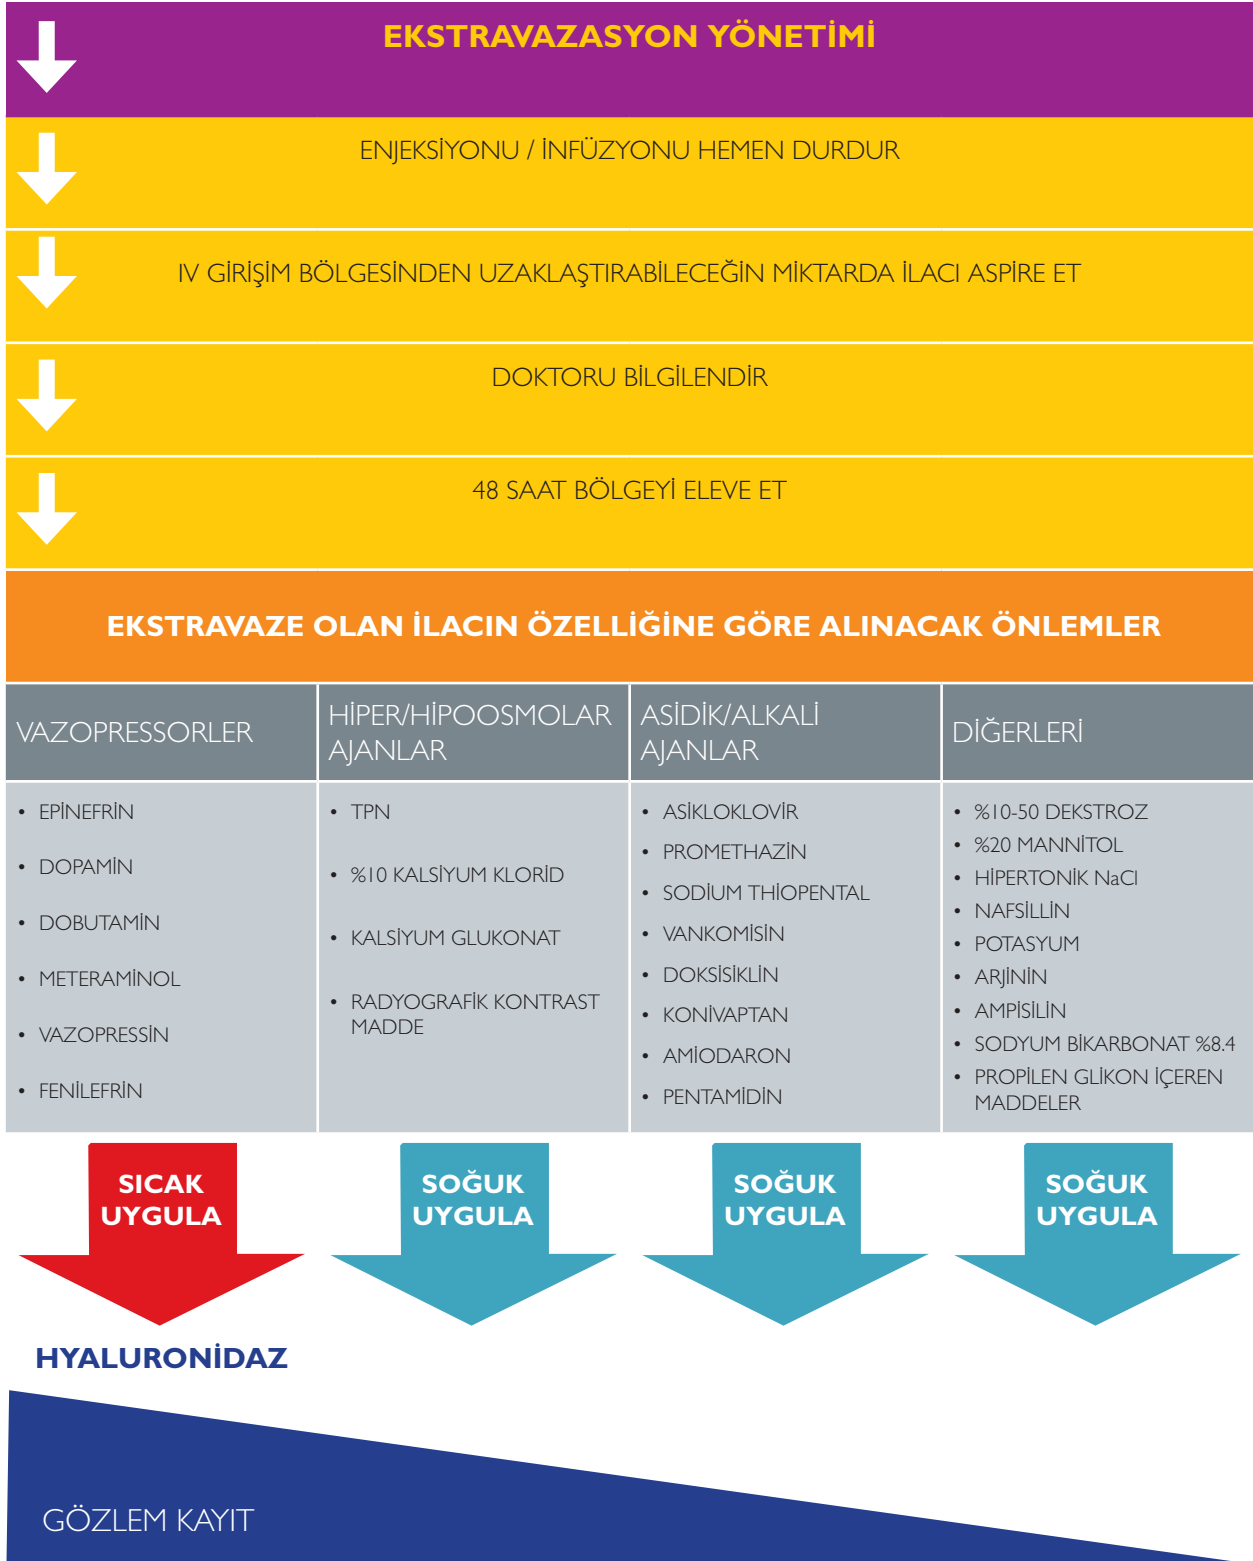 EKSTRAVAZASYON YÖNETİMİ
ENJEKSİYONU / İNFÜZYONU HEMEN DURDUR
IV GİRİŞİM BÖLGESİNDEN UZAKLAŞTIRABİLECEĞİN MİKTARDA İLACI ASPİRE ET
DOKTORU BİLGİLENDİR
48 SAAT BÖLGEYİ ELEVE ET
EKSTRAVAZE OLAN İLACIN ÖZELLİĞİNE GÖRE ALINACAK ÖNLEMLER
VAZOPRESSORLER
• EPİNEFRİN
• DOPAMİN
• DOBUTAMİN
• METERAMİNOL
• VAZOPRESSİN
• FENİLEFRİN
SICAK
UYGULA
HİPER/HİPOOSMOLAR
AJANLAR
• TPN
• %10 KALSİYUM KLORİD
• KALSİYUM GLUKONAT
• RADYOGRAFİK KONTRAST
MADDE
SOĞUK
UYGULA
ASİDİK/ALKALİ
AJANLAR
• ASİKLOKLOVİR
• PROMETHAZİN
• SODİUM THIOPENTAL
• VANKOMİSİN
• DOKSİSİKLİN
• KONİVAPTAN
• AMİODARON
• PENTAMİDİN
SOĞUK
UYGULA
DİĞERLERİ
• %10-50 DEKSTROZ
• %20 MANNİTOL
• HİPERTONİK NaCl
• NAFSİLLİN
• POTASYUM
• ARJİNİN
• AMPİSİLİN
• SODYUM BİKARBONAT %8.4
• PROPİLEN GLİKON İÇEREN
MADDELER
SOĞUK
UYGULA
HYALURONİDAZ
GÖZLEM KAYIT